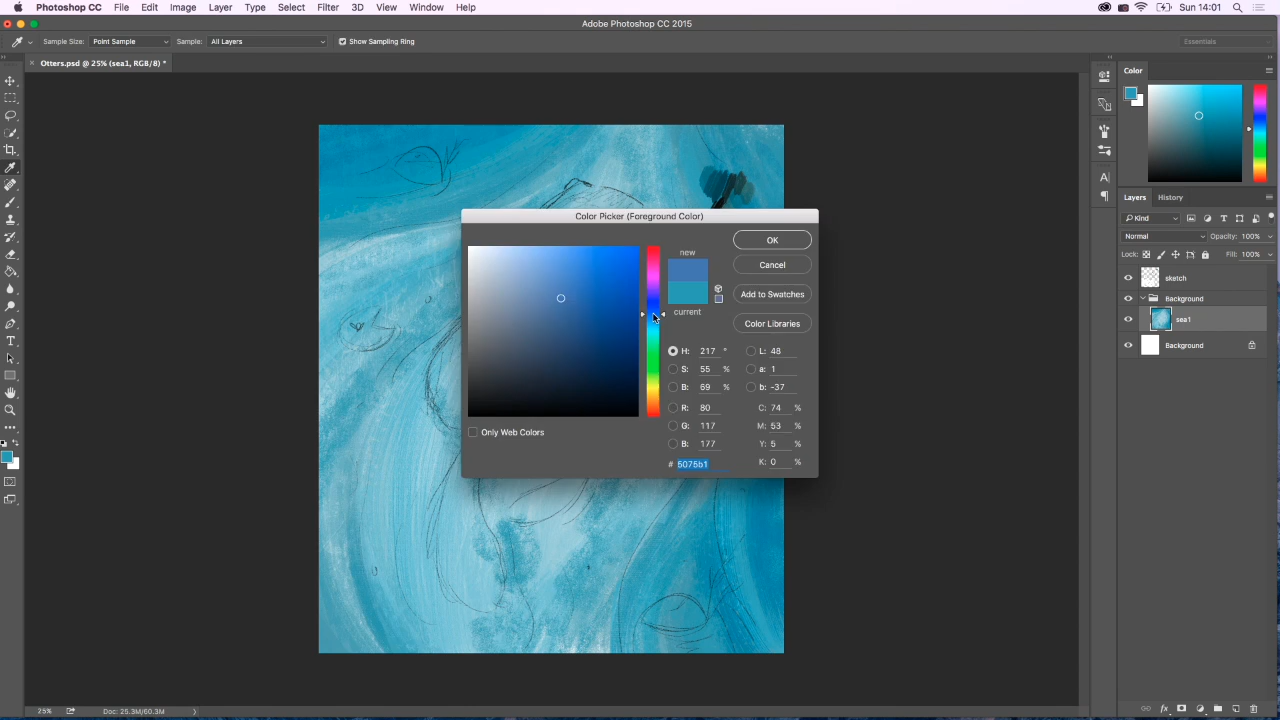 Photoshop CC File Edit Image Layer Type Select Filter 3D View Window Help Sun 14:01
Adobe Photoshop CC 2015
Sample Size: Point Sample Sample: All Layers Show Sampling Ring Essentials
× Otters.psd @ 25% (sea1, RGB/8) *
Color
Color Picker (Foreground Color)
new
current
OK
Cancel
Add to Swatches
Color Libraries
H: 217 ° L: 48
S: 55 % a: 1
B: 69 % b: -37
R: 80 C: 74 %
G: 117 M: 53 %
B: 177 Y: 5 %
# 5075b1 K: 0 %
Only Web Colors
Layers History
Kind
Normal Opacity: 100%
Lock: Fill: 100%
sketch
Background
sea1
Background
25% Doc: 25.3M/60.3M